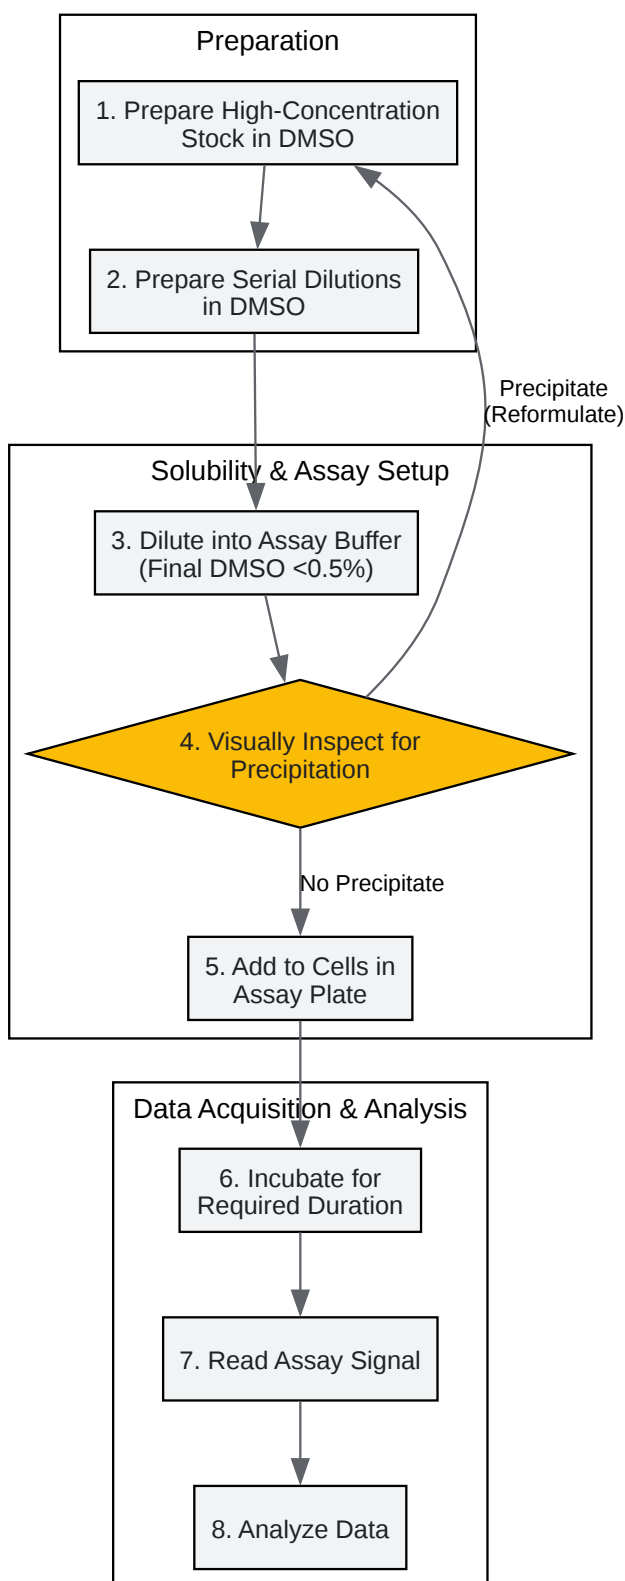 Preparation
1. Prepare High-Concentration
Stock in DMSO
2. Prepare Serial Dilutions
in DMSO
Precipitate
(Reformulate)
Solubility & Assay Setup
3. Dilute into Assay Buffer
(Final DMSO <0.5%)
4. Visually Inspect for
Precipitation
No Precipitate
5. Add to Cells in
Assay Plate
Data Acquisition & Analysis
6. Incubate for
Required Duration
7. Read Assay Signal
8. Analyze Data